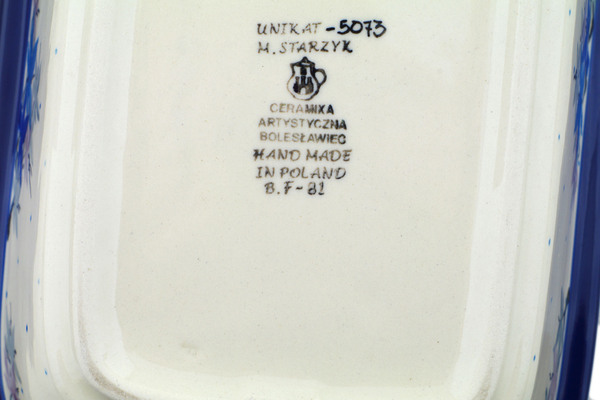 UNIKAT-5073
M. STARZYK
CERAMIKA
ARTYSTYCZNA
BOLESŁAWIEC
HAND MADE
IN POLAND
B.F-81